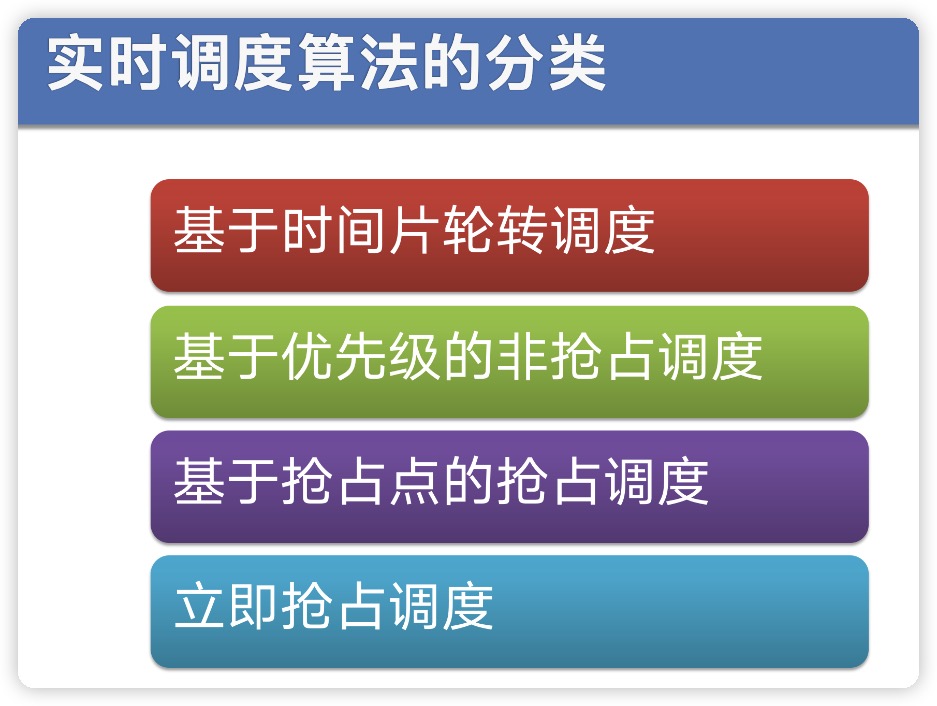 实时调度算法的分类
基于时间片轮转调度
基于优先级的非抢占调度
基于抢占点的抢占调度
立即抢占调度